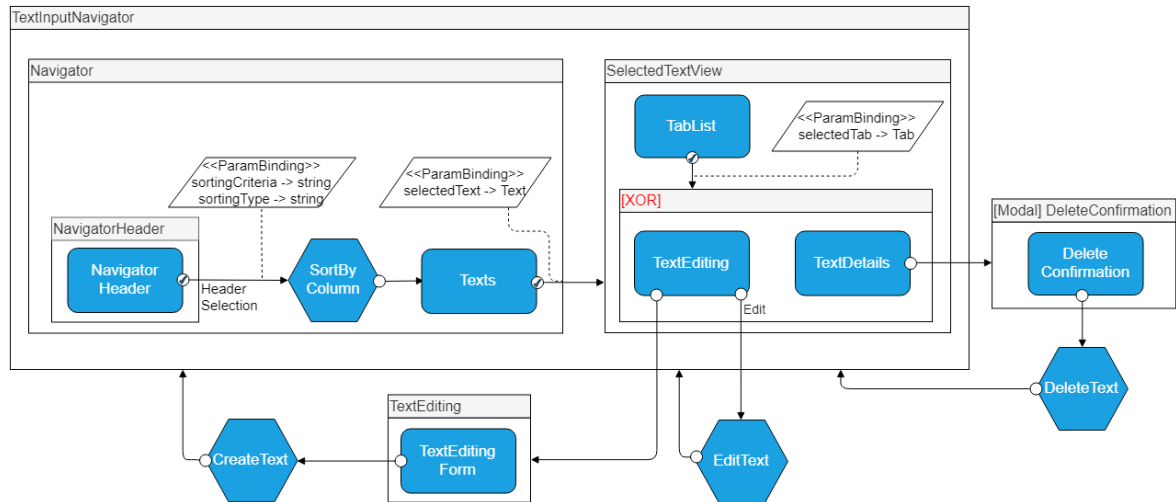 TextInputNavigator
Navigator
SelectedTextView
TabList
<<ParamBinding>>
selectedTab -> Tab
<<ParamBinding>>
sortingCriteria -> string
sortingType -> string
<<ParamBinding>>
selectedText -> Text
[XOR]
[Modal] DeleteConfirmation
NavigatorHeader
Navigator
Header
Header
Selection
SortBy
Column
Texts
TextEditing
TextDetails
Delete
Confirmation
Edit
DeleteText
TextEditing
CreateText
TextEditing
Form
EditText